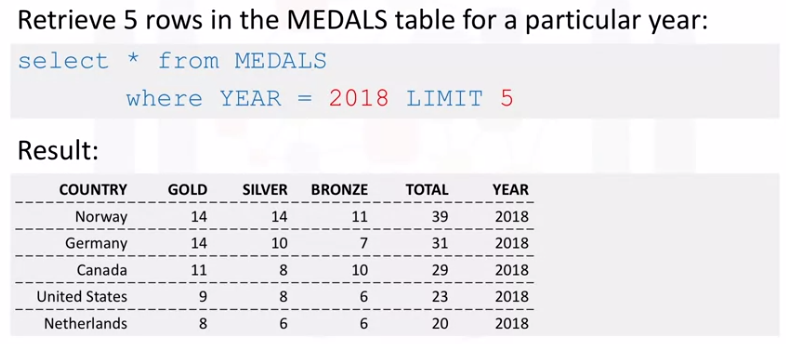 Retrieve 5 rows in the MEDALS table for a particular year:
select * from MEDALS
where YEAR = 2018 LIMIT 5
Result:
COUNTRY GOLD SILVER BRONZE TOTAL YEAR
Norway 14 14 11 39 2018
Germany 14 10 7 31 2018
Canada 11 8 10 29 2018
United States 9 8 6 23 2018
Netherlands 8 6 6 20 2018